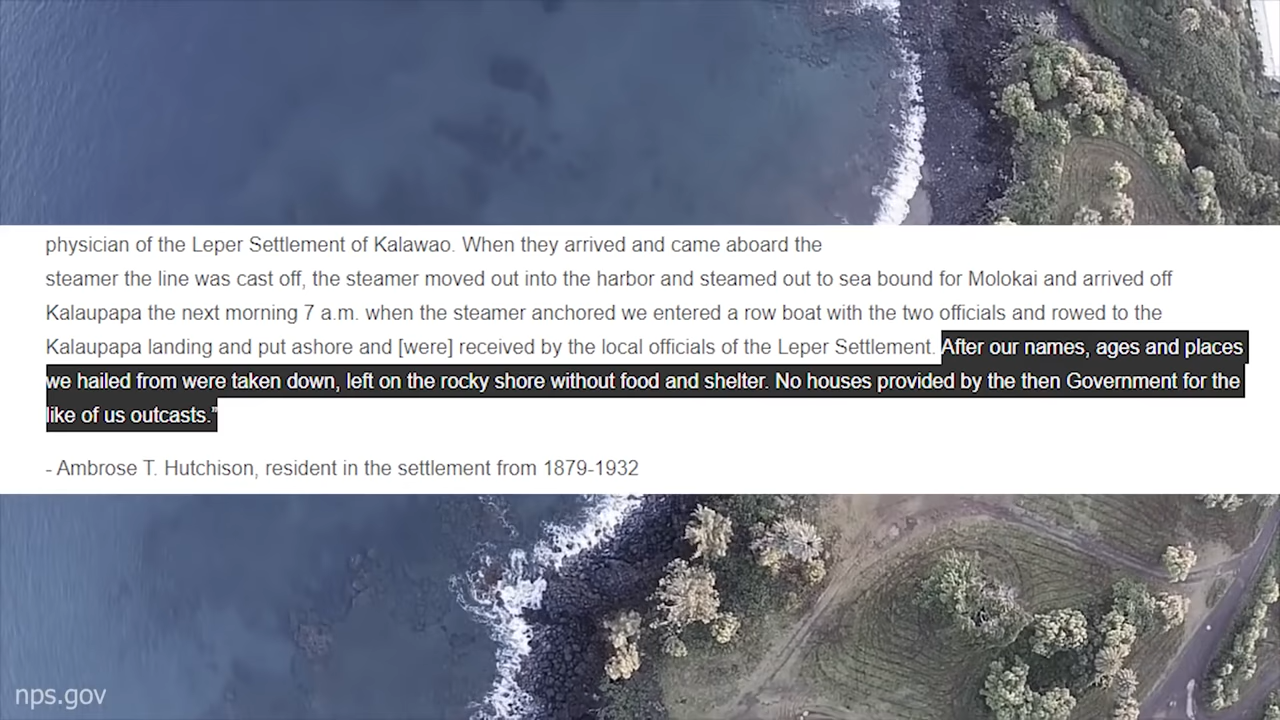 physician of the Leper Settlement of Kalawao. When they arrived and came aboard the
steamer the line was cast off, the steamer moved out into the harbor and steamed out to sea bound for Molokai and arrived off
Kalaupapa the next morning 7 a.m. when the steamer anchored we entered a row boat with the two officials and rowed to the
Kalaupapa landing and put ashore and [were] received by the local officials of the Leper Settlement. After our names, ages and places
we hailed from were taken down, left on the rocky shore without food and shelter. No houses provided by the then Government for the
like of us outcasts.”
- Ambrose T. Hutchison, resident in the settlement from 1879-1932
nps.gov